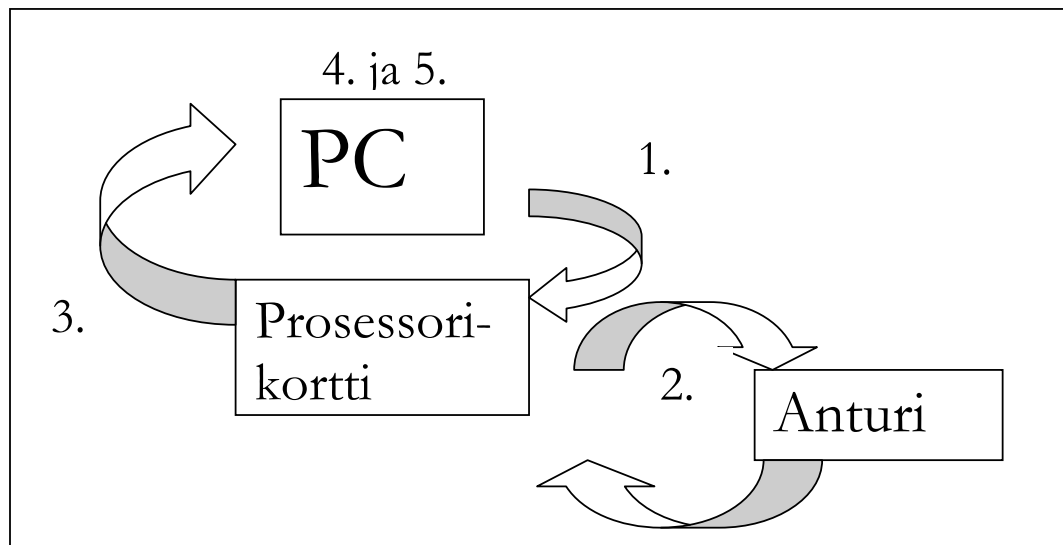 4. ja 5.
PC
1.
3.
Prosessori-
kortti
2.
Anturi